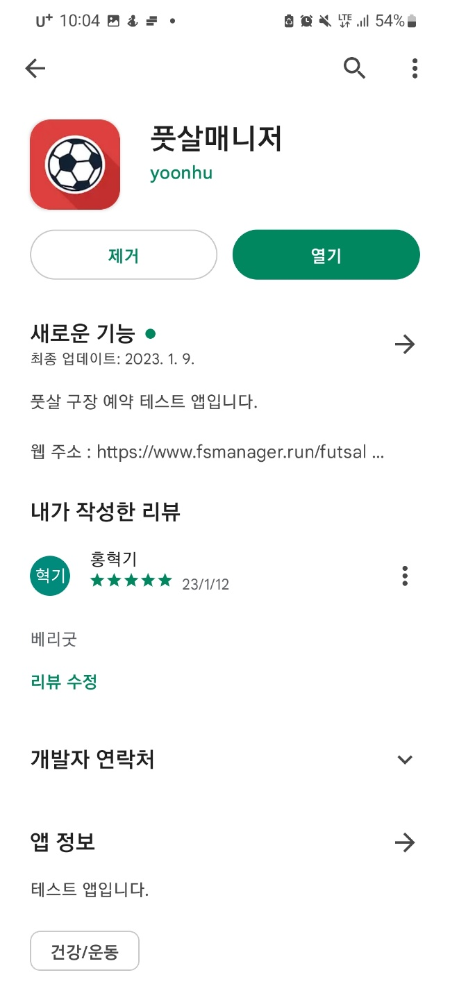 U+ 10:04 LTE 54%
풋살매니저
yoonhu
제거 열기
새로운 기능
최종 업데이트: 2023. 1. 9.
풋살 구장 예약 테스트 앱입니다.
웹 주소 : https://www.fsmanager.run/futsal ...
내가 작성한 리뷰
혁기
홍혁기
★★★★★ 23/1/12
베리굿
리뷰 수정
개발자 연락처
앱 정보
테스트 앱입니다.
건강/운동